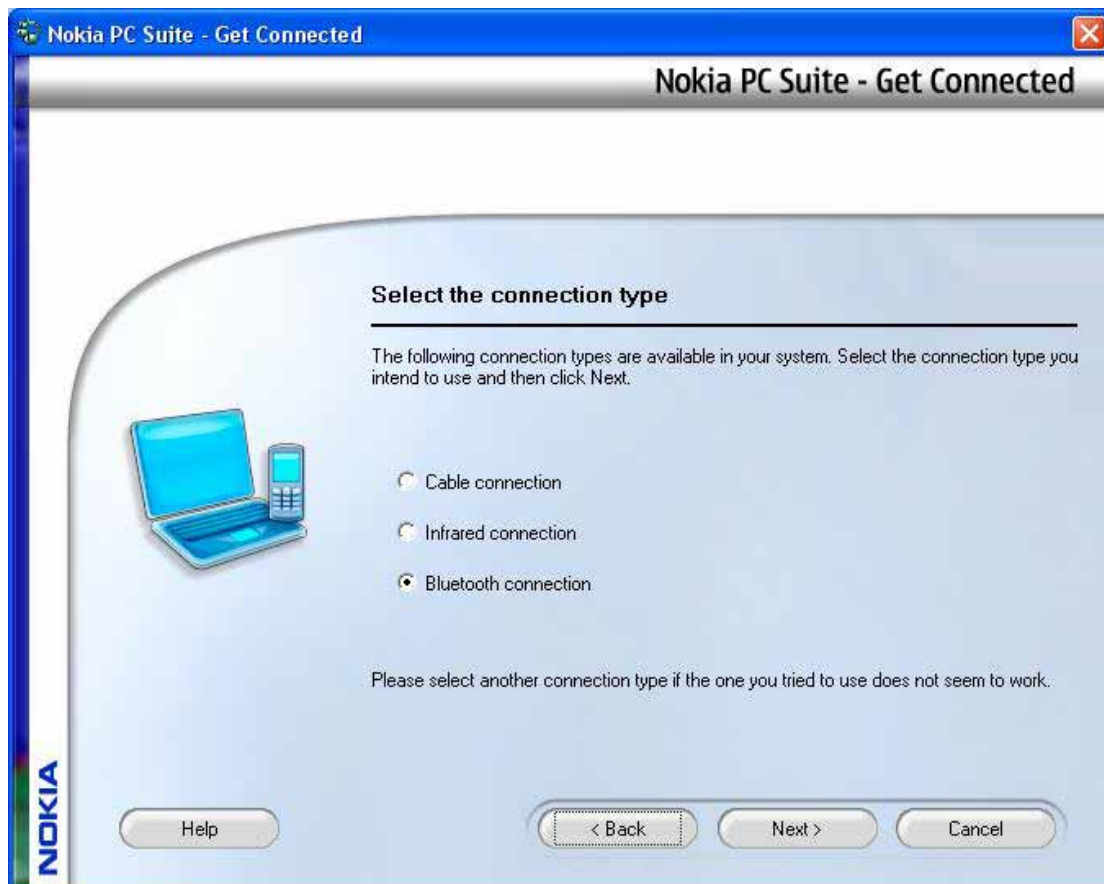 Nokia PC Suite - Get Connected
Nokia PC Suite - Get Connected
Select the connection type
The following connection types are available in your system. Select the connection type you
intend to use and then click Next.
Cable connection
Infrared connection
Bluetooth connection
Please select another connection type if the one you tried to use does not seem to work.
NOKIA
Help
< Back
Next >
Cancel